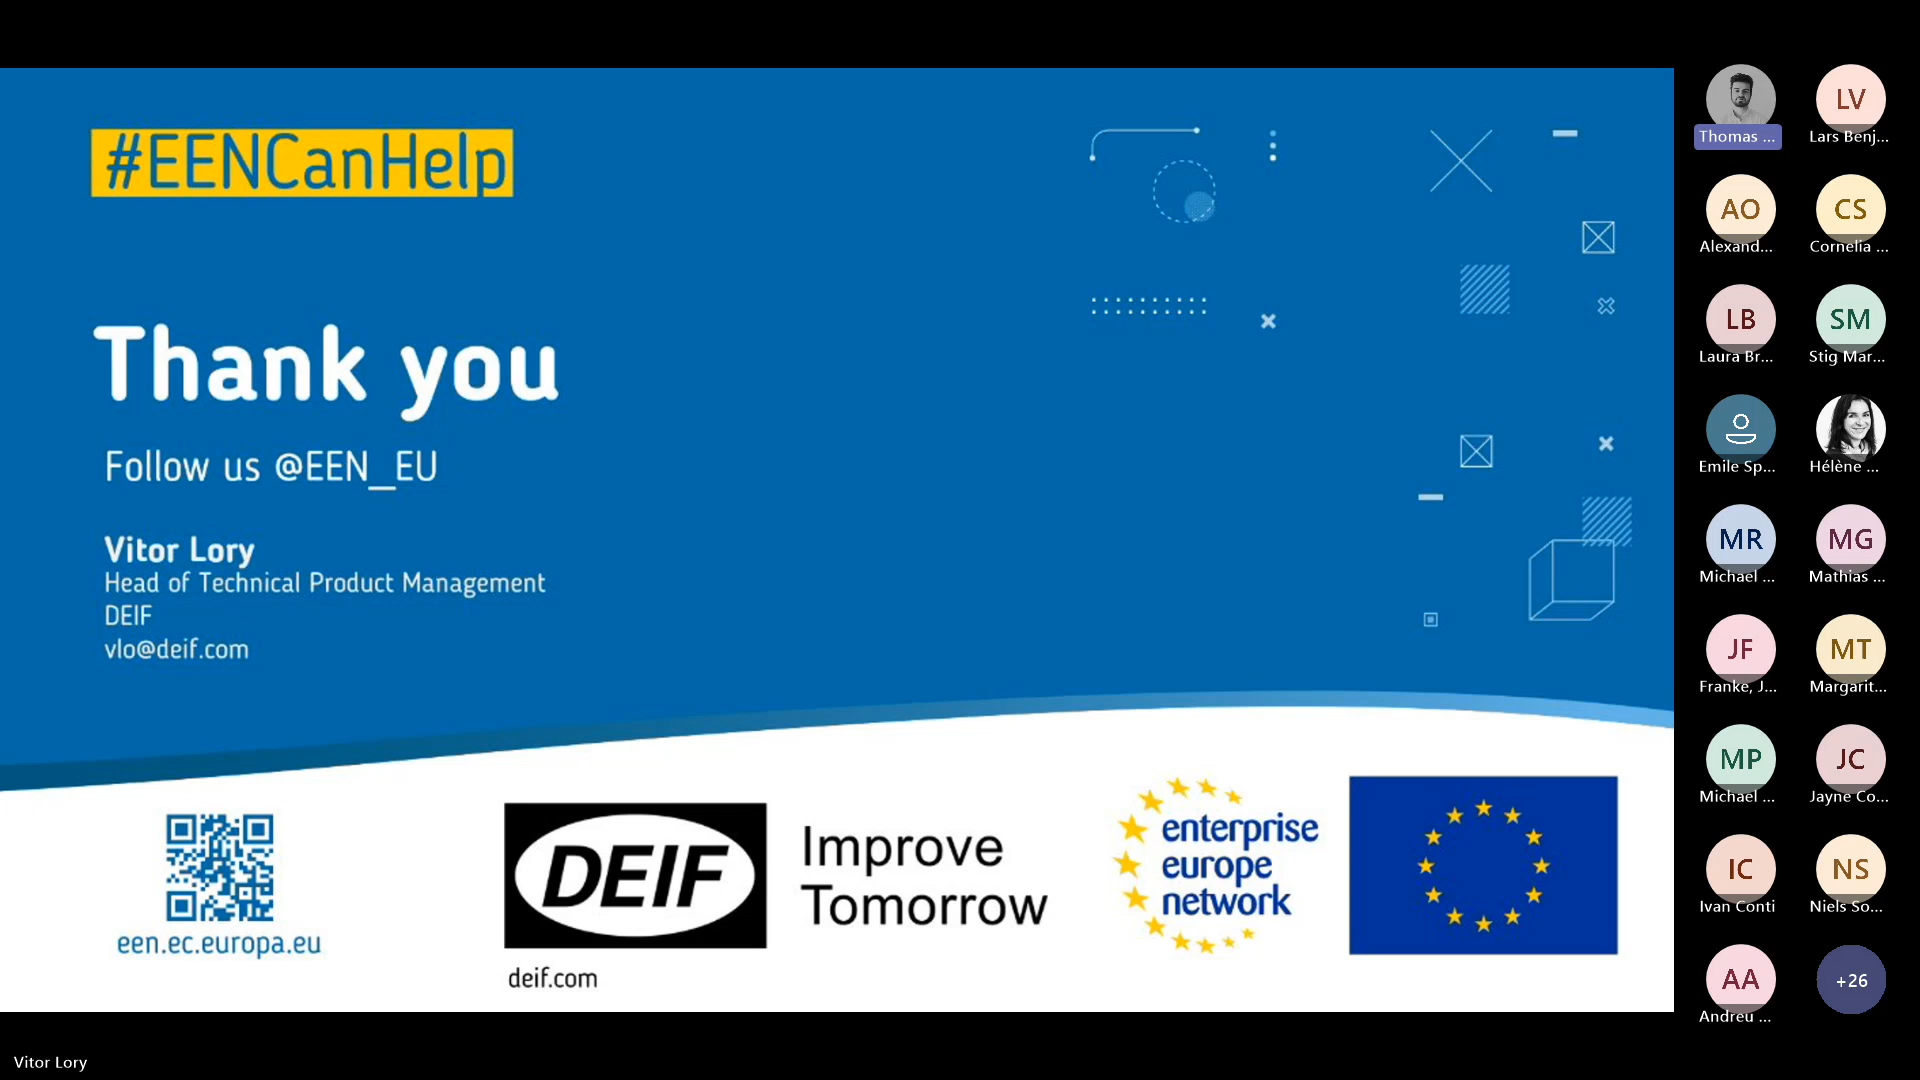 #EENCanHelp
Thank you
Follow us @EEN_EU
Vitor Lory
Head of Technical Product Management
DEIF
vlo@deif.com
een.ec.europa.eu
DEIF
Improve
Tomorrow
deif.com
enterprise
europe
network
Thomas ...
LV
Lars Benj...
AO
Alexand...
CS
Cornelia ...
LB
Laura Br...
SM
Stig Mar...
Emile Sp...
Hélène ...
MR
Michael ...
MG
Mathias ...
JF
Franke, J...
MT
Margarit...
MP
Michael ...
JC
Jayne Co...
IC
Ivan Conti
NS
Niels So...
AA
Andreu ...
+26
Vitor Lory